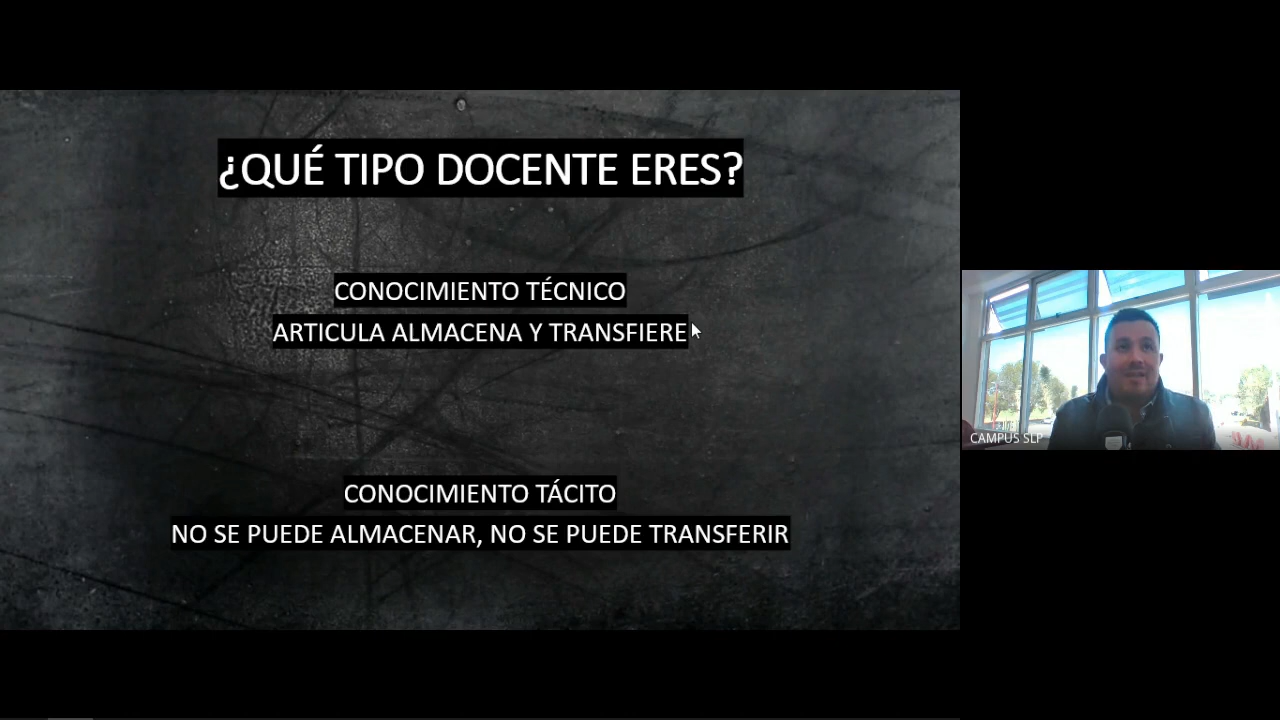 ¿QUÉ TIPO DOCENTE ERES?
CONOCIMIENTO TÉCNICO
ARTICULA ALMACENA Y TRANSFIERE
CONOCIMIENTO TÁCITO
NO SE PUEDE ALMACENAR, NO SE PUEDE TRANSFERIR
CAMPUS SLP